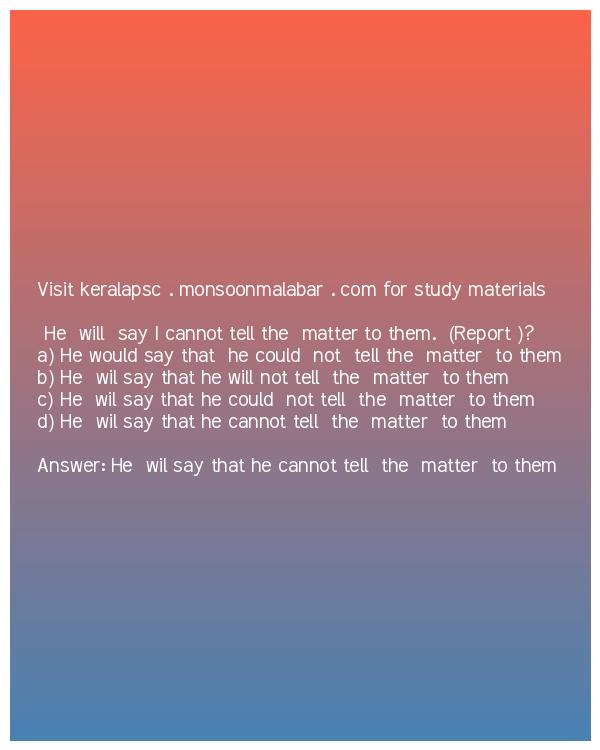 Visit keralapsc . monsoonmalabar . com for study materials
He will say I cannot tell the matter to them. (Report )?
a) He would say that he could not tell the matter to them
b) He wil say that he will not tell the matter to them
c) He wil say that he could not tell the matter to them
d) He wil say that he cannot tell the matter to them
Answer: He wil say that he cannot tell the matter to them